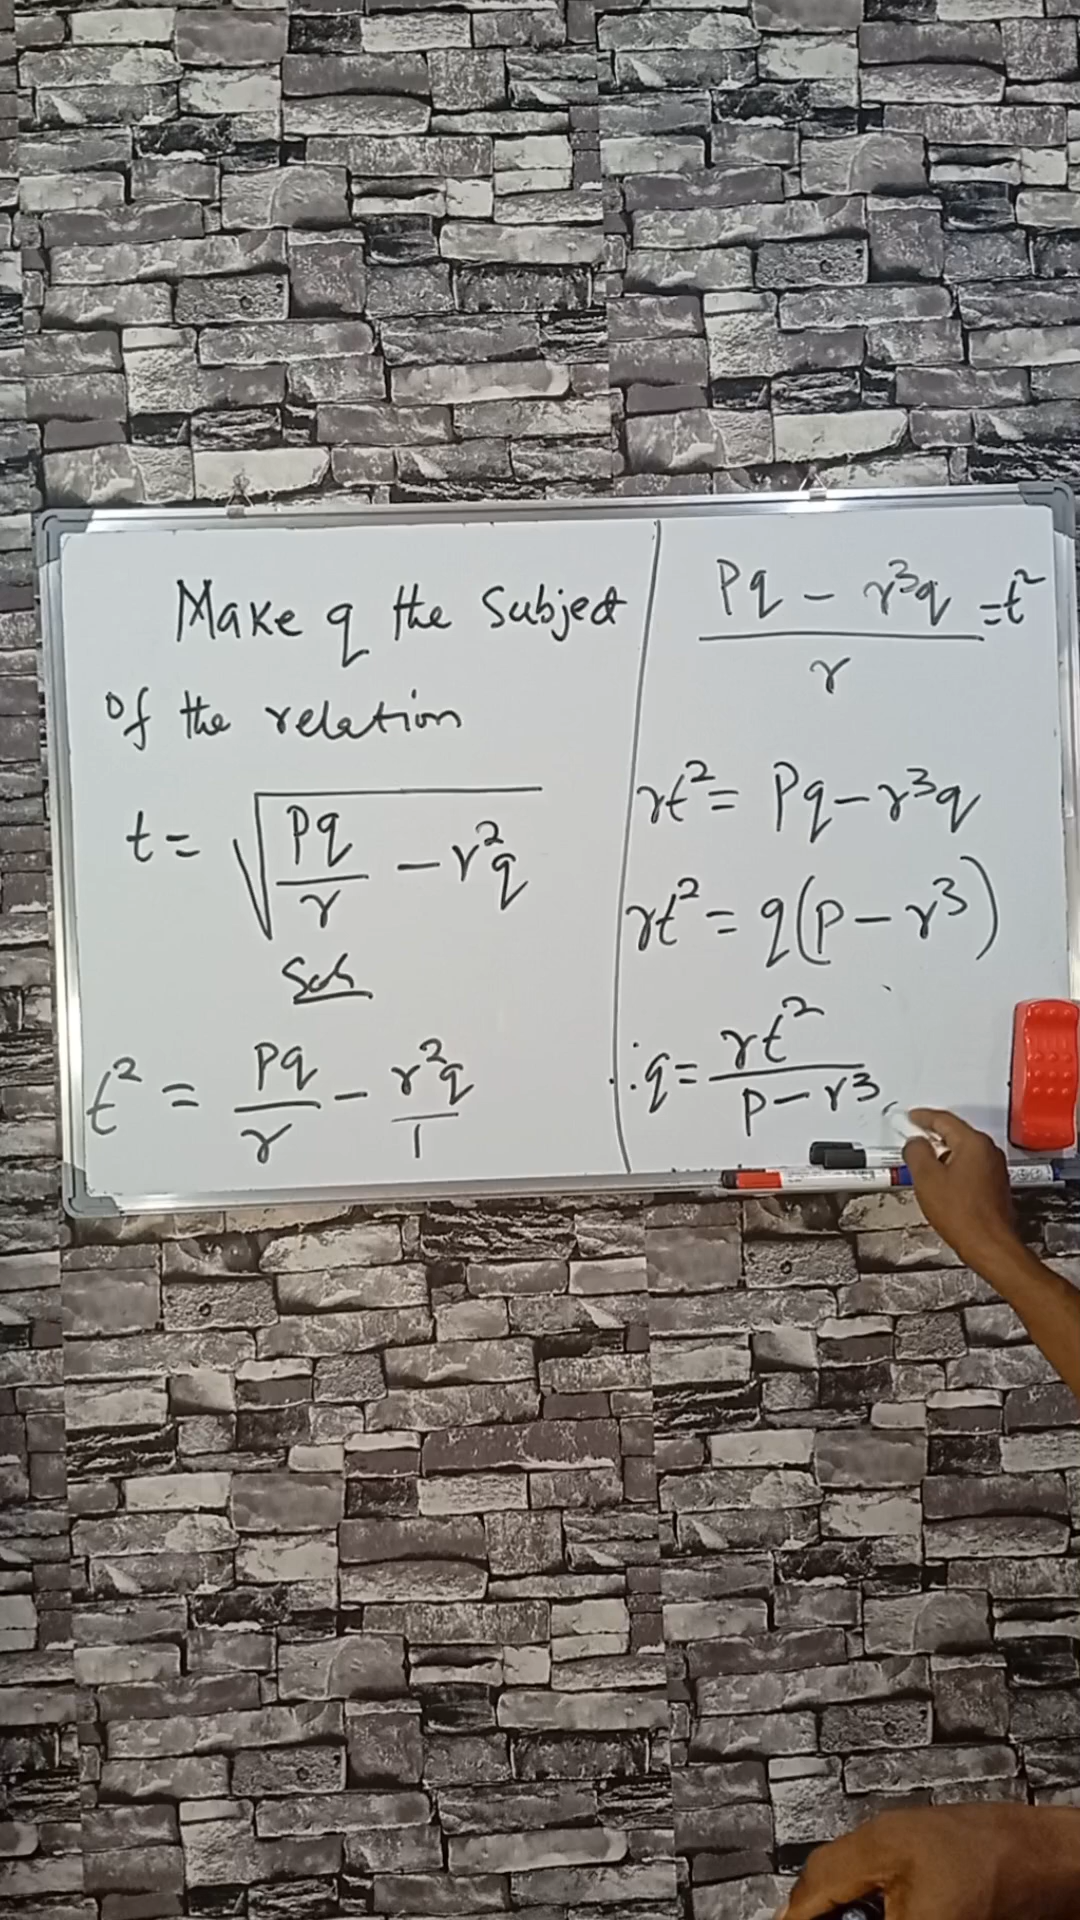 Make q the Subject
Of the relation
t = √(Pq/r − r²q)
Sol
t² = Pq/r − r²q/1
(Pq − r³q)/r = t²
rt² = Pq − r³q
rt² = q(p − r³)
∴ q = rt²/(p − r³)